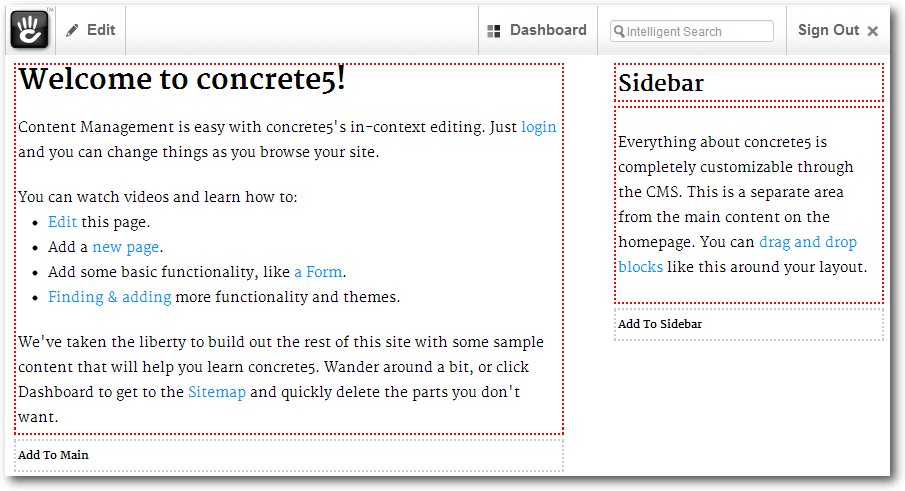 Edit
Dashboard
Intelligent Search
Sign Out
Welcome to concrete5!
Content Management is easy with concrete5's in-context editing. Just login
and you can change things as you browse your site.
You can watch videos and learn how to:
• Edit this page.
• Add a new page.
• Add some basic functionality, like a Form.
• Finding & adding more functionality and themes.
We've taken the liberty to build out the rest of this site with some sample
content that will help you learn concrete5. Wander around a bit, or click
Dashboard to get to the Sitemap and quickly delete the parts you don't
want.
Add To Main
Sidebar
Everything about concrete5 is
completely customizable through
the CMS. This is a separate area
from the main content on the
homepage. You can drag and drop
blocks like this around your layout.
Add To Sidebar